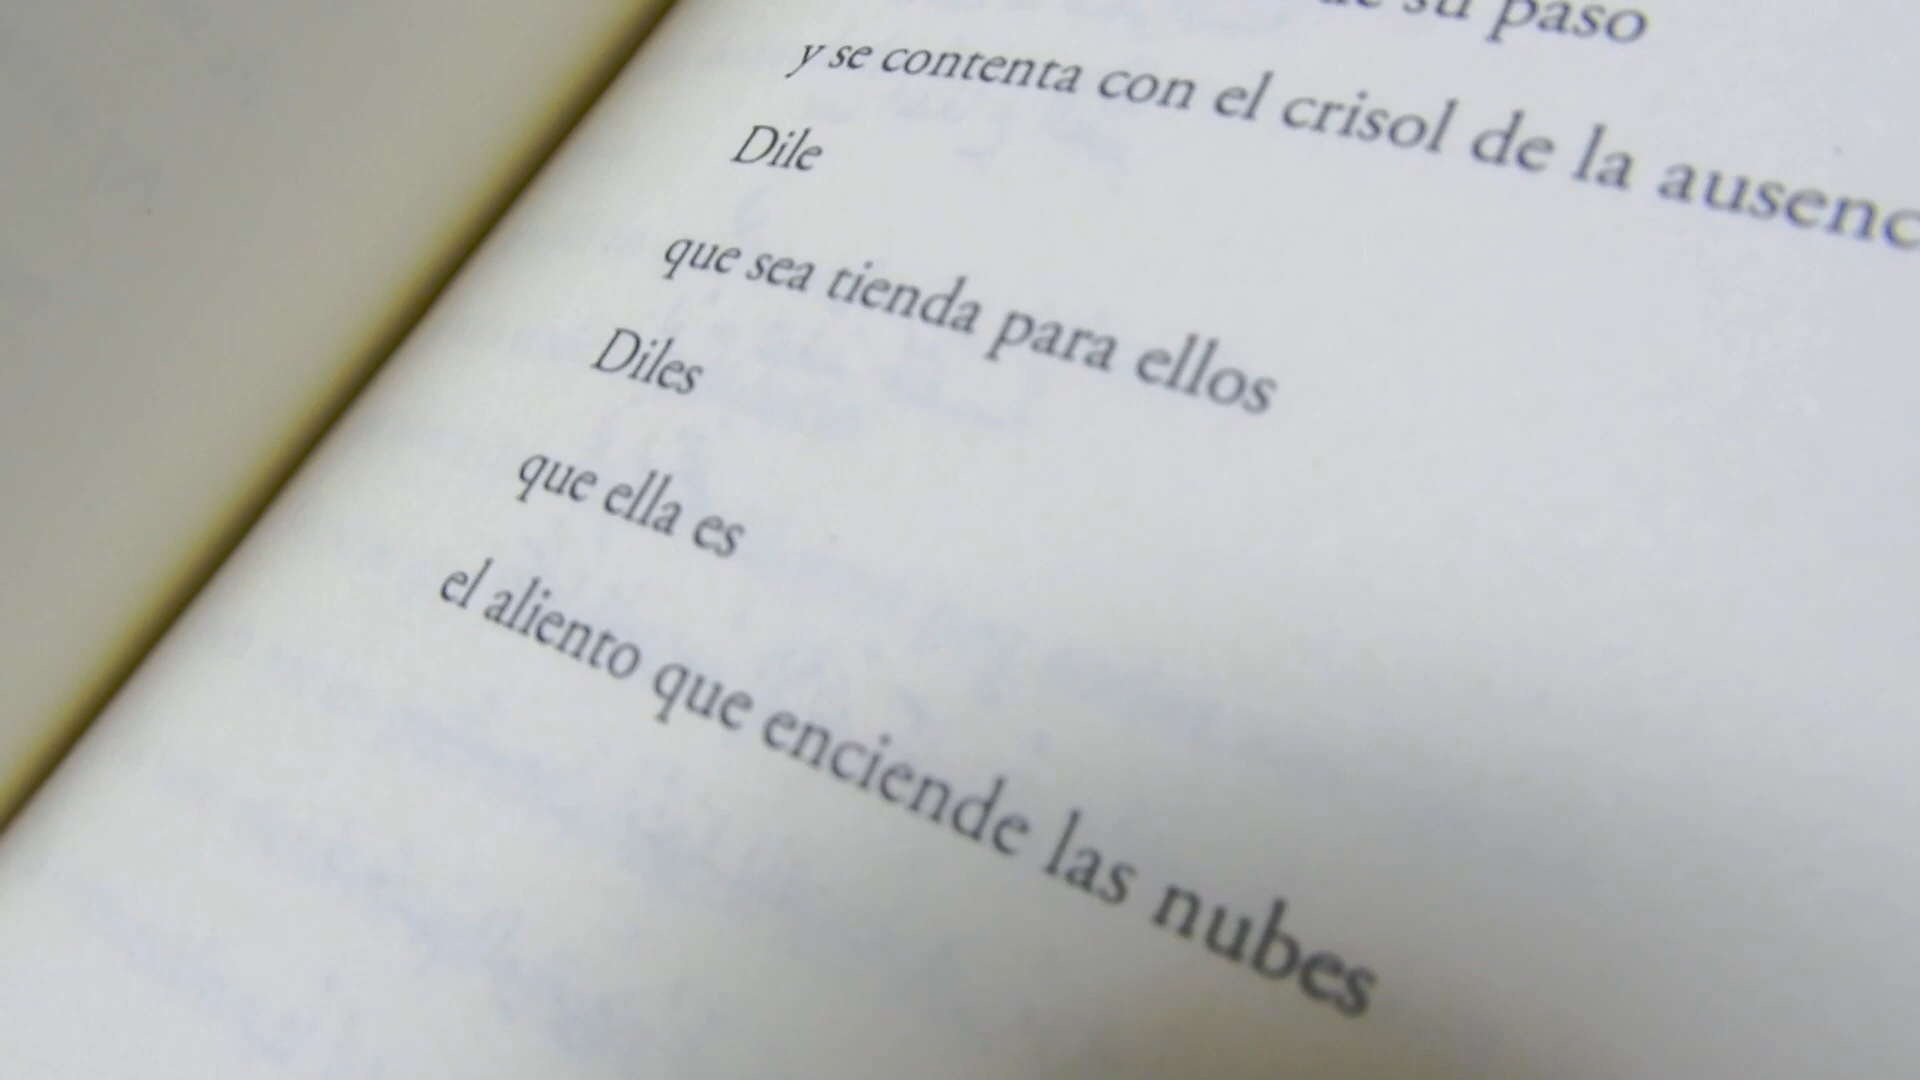 su paso
y se contenta con el crisol de la
Dile
que sea tienda para ellos
Diles
que ella es
el aliento que enciende las nubes